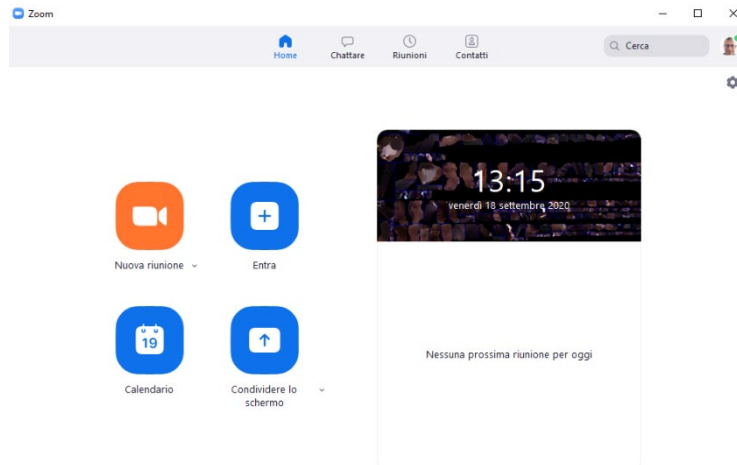 Zoom
Home
Chattare
Riunioni
Contatti
Cerca
13:15
venerdì 18 settembre 2020
Nuova riunione
Entra
19
Calendario
Condividere lo
schermo
Nessuna prossima riunione per oggi